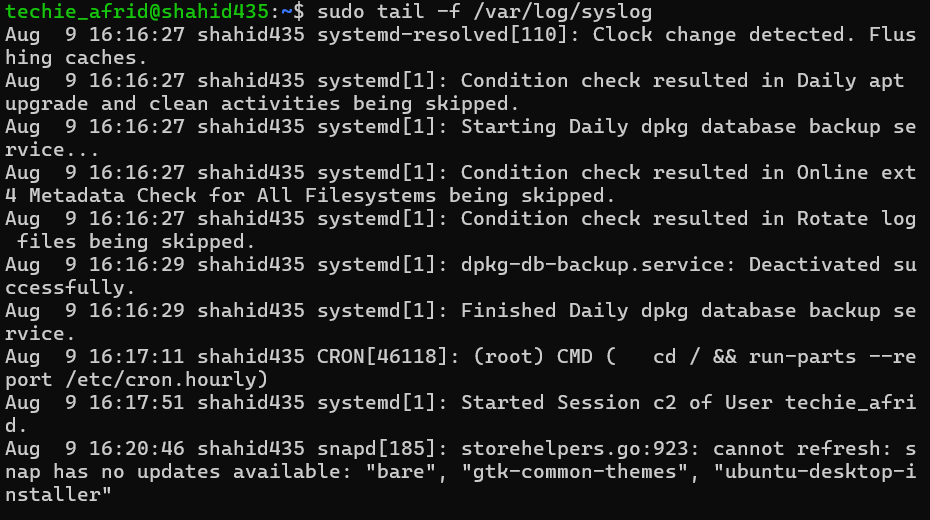 techie_afrid@shahid435:~$ sudo tail -f /var/log/syslog
Aug  9 16:16:27 shahid435 systemd-resolved[110]: Clock change detected. Flus
hing caches.
Aug  9 16:16:27 shahid435 systemd[1]: Condition check resulted in Daily apt
upgrade and clean activities being skipped.
Aug  9 16:16:27 shahid435 systemd[1]: Starting Daily dpkg database backup se
rvice...
Aug  9 16:16:27 shahid435 systemd[1]: Condition check resulted in Online ext
4 Metadata Check for All Filesystems being skipped.
Aug  9 16:16:27 shahid435 systemd[1]: Condition check resulted in Rotate log
 files being skipped.
Aug  9 16:16:29 shahid435 systemd[1]: dpkg-db-backup.service: Deactivated su
ccessfully.
Aug  9 16:16:29 shahid435 systemd[1]: Finished Daily dpkg database backup se
rvice.
Aug  9 16:17:11 shahid435 CRON[46118]: (root) CMD (   cd / && run-parts --re
port /etc/cron.hourly)
Aug  9 16:17:51 shahid435 systemd[1]: Started Session c2 of User techie_afri
d.
Aug  9 16:20:46 shahid435 snapd[185]: storehelpers.go:923: cannot refresh: s
nap has no updates available: "bare", "gtk-common-themes", "ubuntu-desktop-i
nstaller"